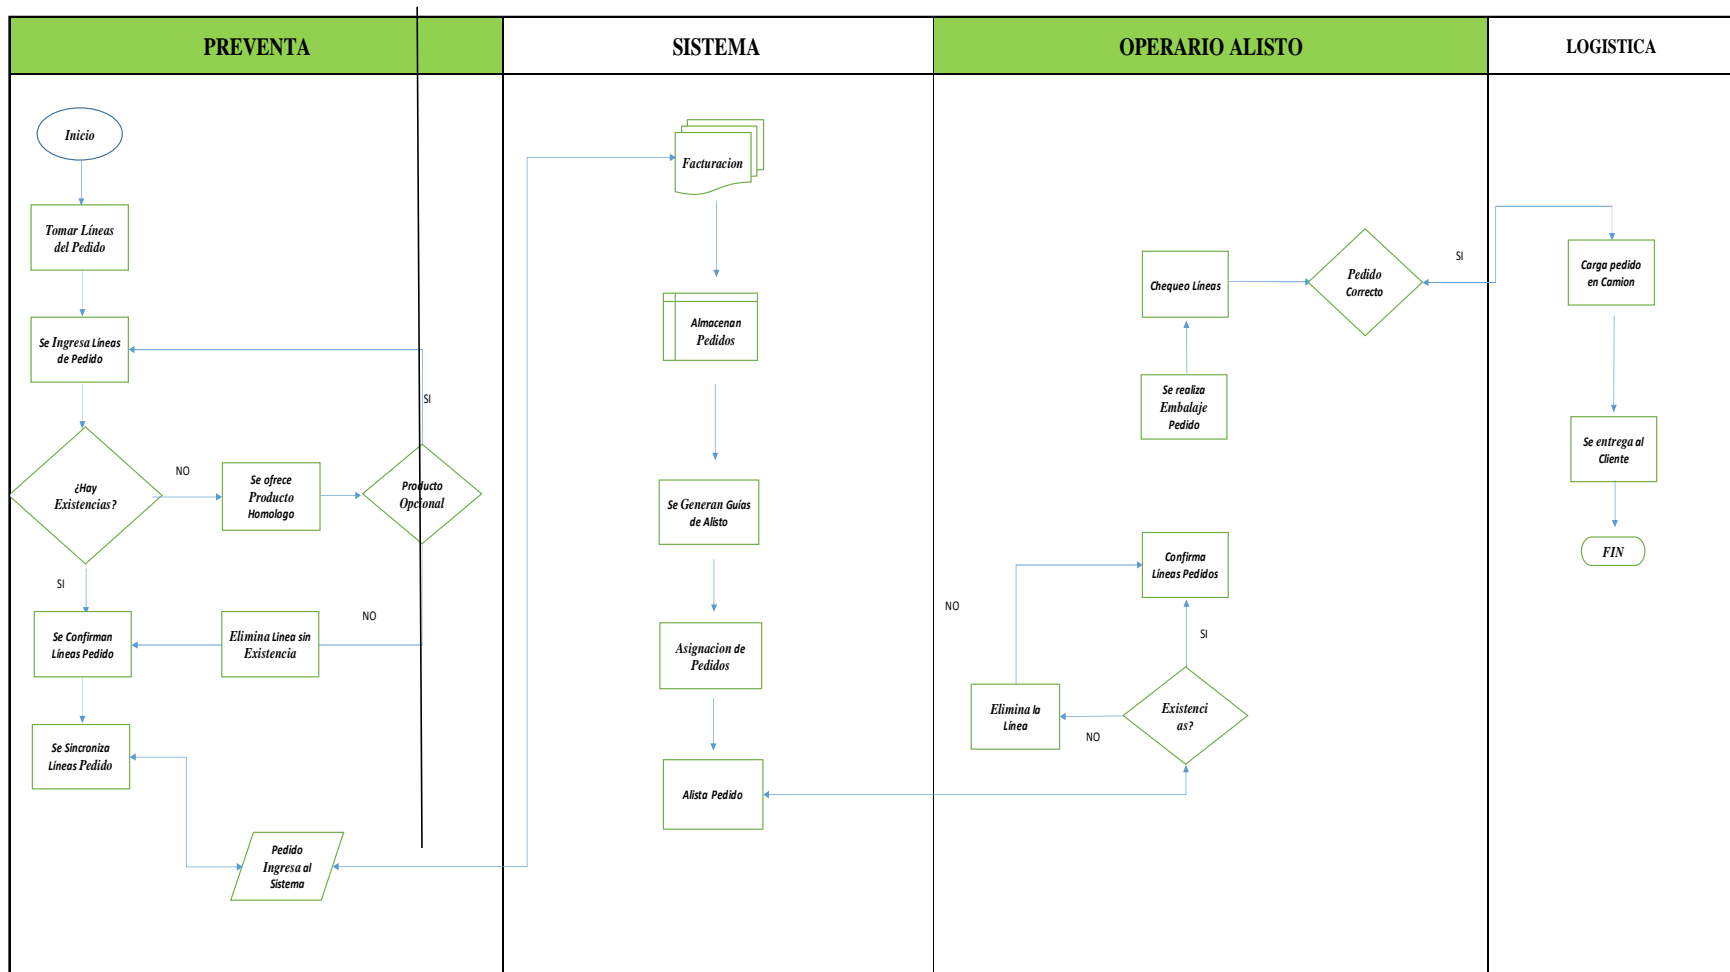 PREVENTA
SISTEMA
OPERARIO ALISTO
LOGISTICA
Inicio
Tomar Líneas
del Pedido
Se Ingresa Líneas
de Pedido
SI
¿Hay
Existencias?
NO
Se ofrece
Producto
Homologo
Producto
Opcional
SI
NO
Se Confirman
Líneas Pedido
Elimina Linea sin
Existencia
Se Sincroniza
Líneas Pedido
Pedido
Ingresa al
Sistema
Facturacion
Almacenan
Pedidos
Se Generan Guías
de Alisto
Asignacion de
Pedidos
Alista Pedido
Chequeo Líneas
Pedido
Correcto
SI
Se realiza
Embalaje
Pedido
Confirma
Líneas Pedidos
NO
SI
Elimina la
Línea
NO
Existenci
as?
Carga pedido
en Camion
Se entrega al
Cliente
FIN